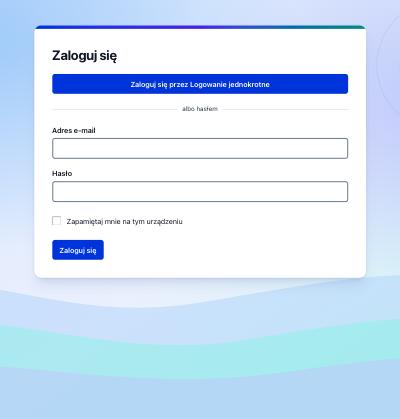 Zaloguj się
Zaloguj się przez Logowanie jednokrotne
albo hasłem
Adres e-mail
Hasło
Zapamiętaj mnie na tym urządzeniu
Zaloguj się